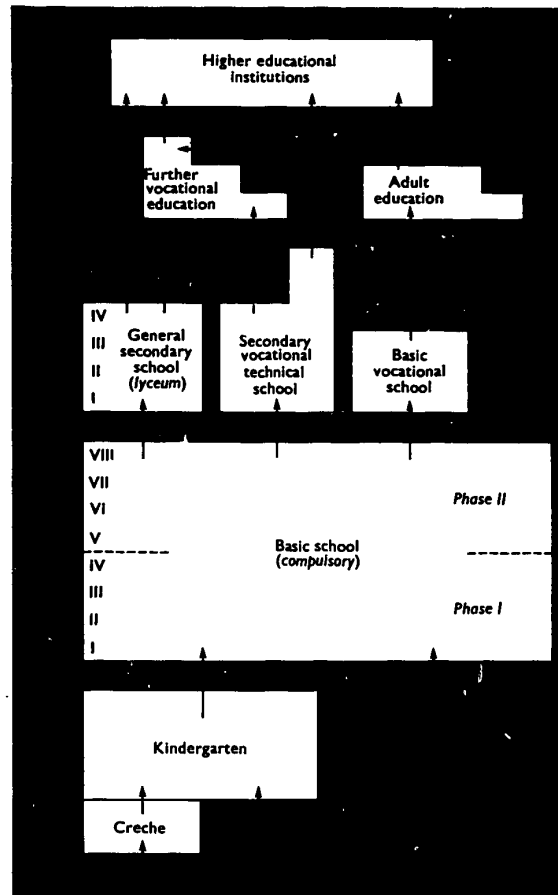 Higher educational
institutions
Further
vocational
education
Adult
education
IV
III
II
I
General
secondary
school
(lyceum)
Secondary
vocational
technical
school
Basic
vocational
school
VIII
VII
VI
V
IV
III
II
I
Phase II
Basic school
(compulsory)
Phase I
Kindergarten
Creche